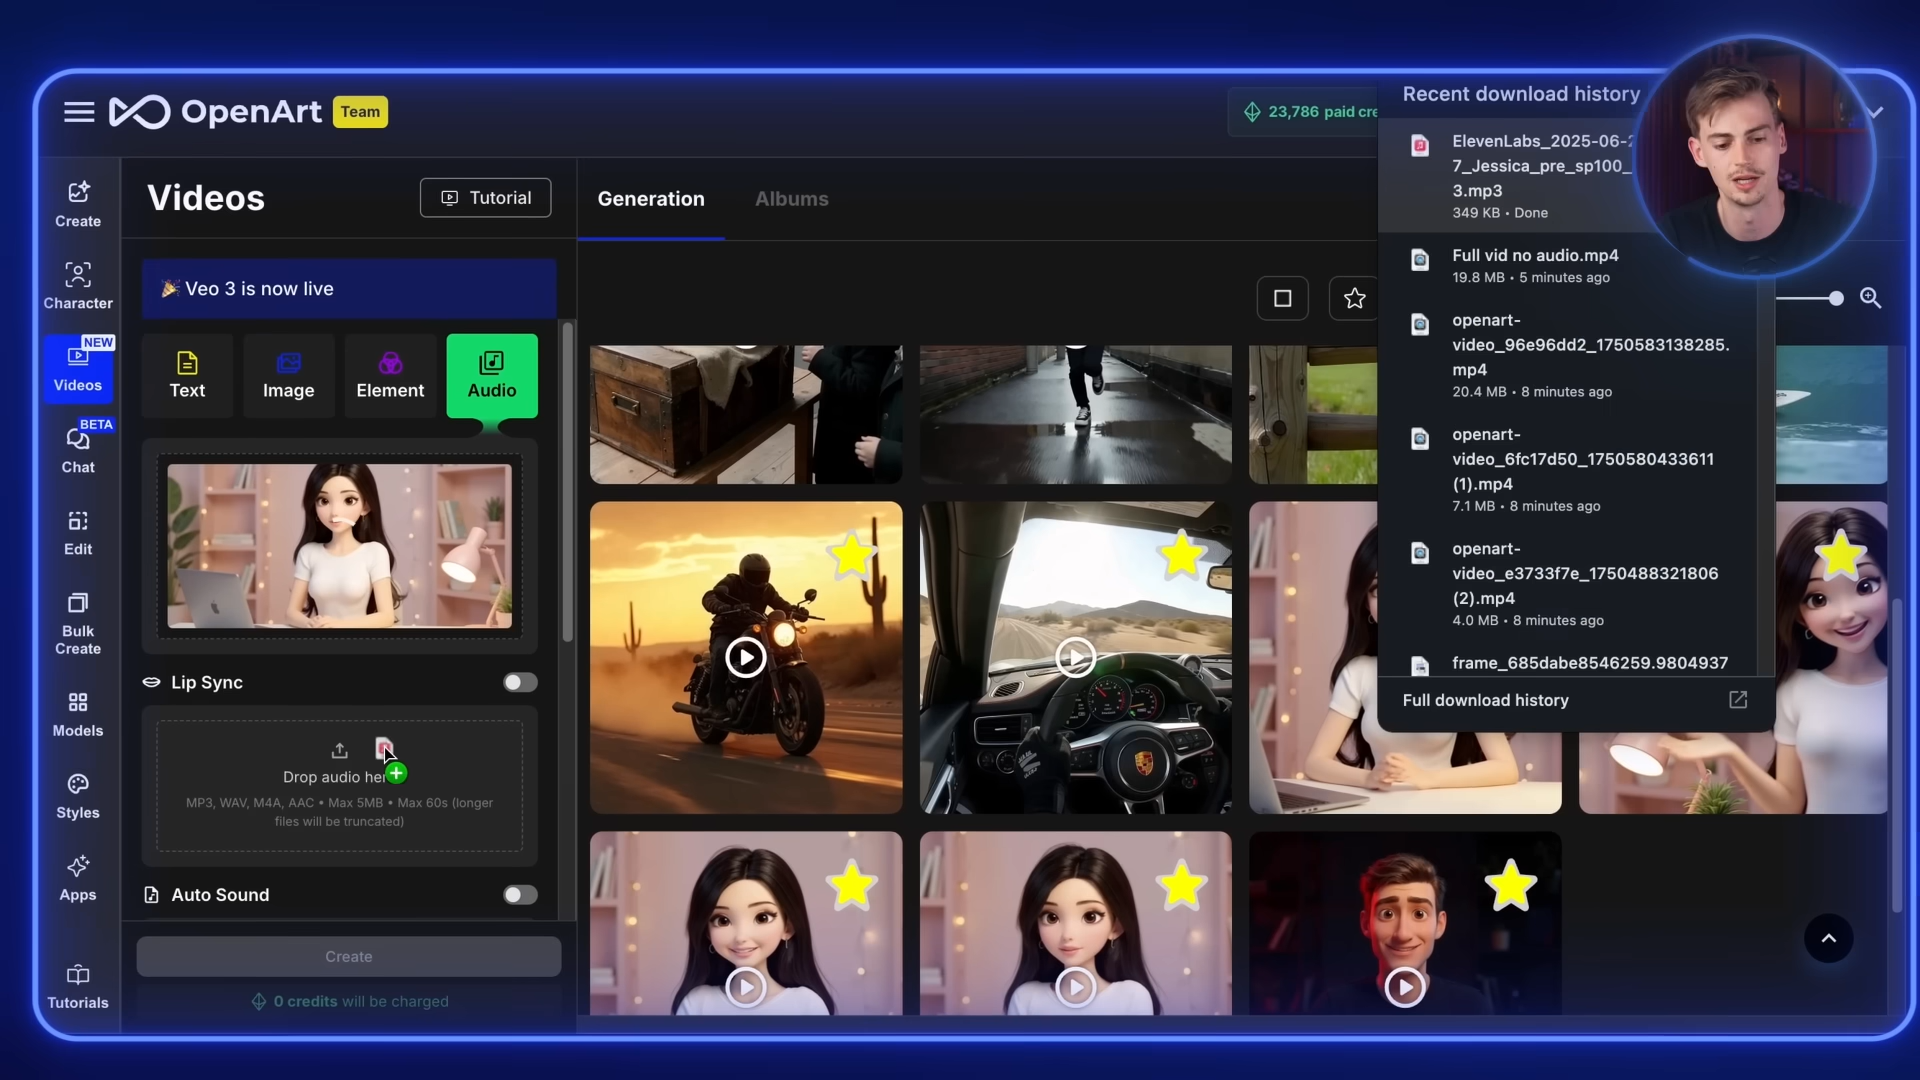 OpenArt Team
23,786 paid cre
Recent download history
ElevenLabs_2025-06-2
7_Jessica_pre_sp100_
3.mp3
349 KB • Done
Full vid no audio.mp4
19.8 MB • 5 minutes ago
openart-
video_96e96dd2_1750583138285.
mp4
20.4 MB • 8 minutes ago
openart-
video_6fc17d50_1750580433611
(1).mp4
7.1 MB • 8 minutes ago
openart-
video_e3733f7e_1750488321806
(2).mp4
4.0 MB • 8 minutes ago
frame_685dabe8546259.9804937
Full download history
Create
Character
NEW
Videos
BETA
Chat
Edit
Bulk
Create
Models
Styles
Apps
Tutorials
Videos
Tutorial
Veo 3 is now live
Text
Image
Element
Audio
Lip Sync
Drop audio her
MP3, WAV, M4A, AAC • Max 5MB • Max 60s (longer
files will be truncated)
Auto Sound
Create
0 credits will be charged
Generation
Albums